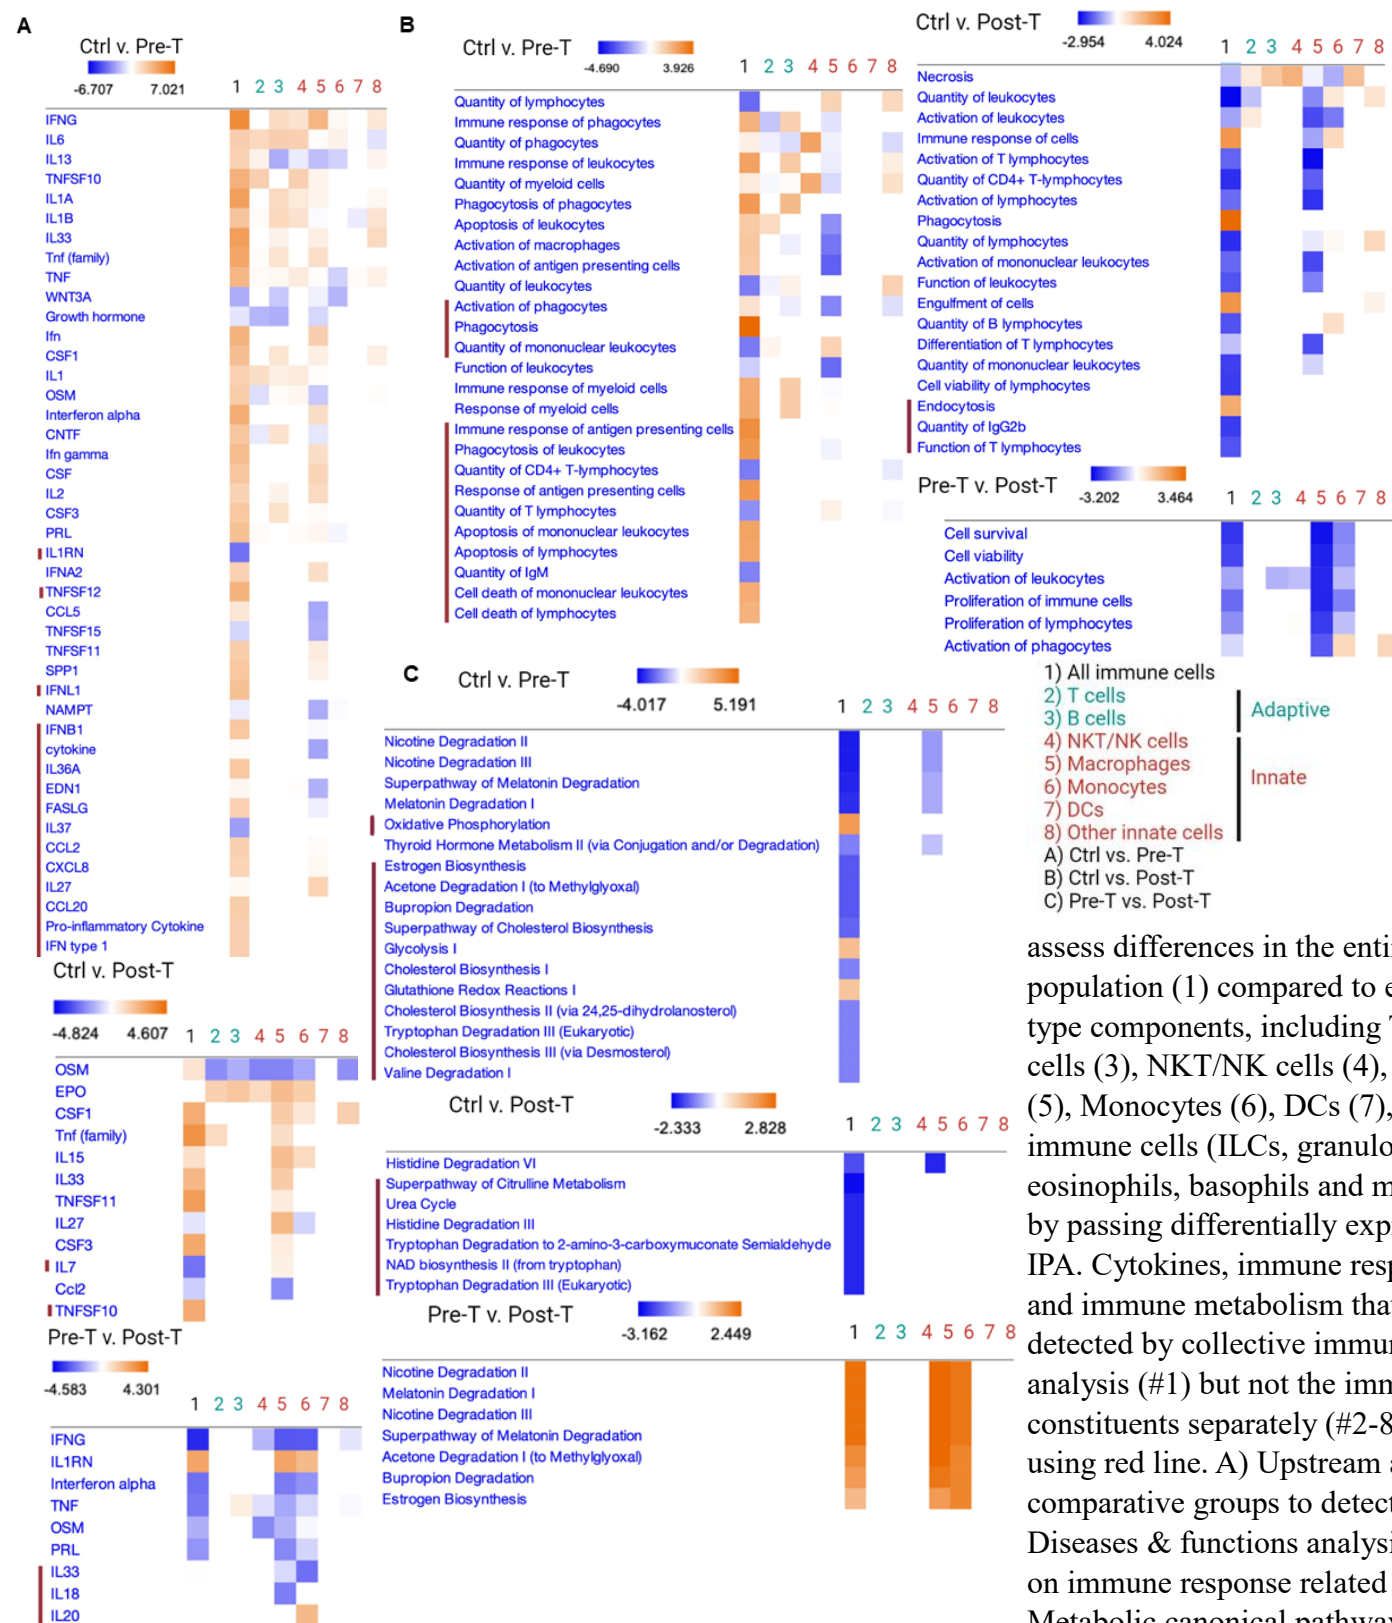 A
Ctrl v. Pre-T
-6.707 7.021
1 2 3 4 5 6 7 8
IFNG
IL6
IL13
TNFSF10
IL1A
IL1B
IL33
Tnf (family)
TNF
WNT3A
Growth hormone
Ifn
CSF1
IL1
OSM
Interferon alpha
CNTF
Ifn gamma
CSF
IL2
CSF3
PRL
IL1RN
IFNA2
TNFSF12
CCL5
TNFSF15
TNFSF11
SPP1
IFNL1
NAMPT
IFNB1
cytokine
IL36A
EDN1
FASLG
IL37
CCL2
CXCL8
IL27
CCL20
Pro-inflammatory Cytokine
IFN type 1
Ctrl v. Post-T
-4.824 4.607
1 2 3 4 5 6 7 8
OSM
EPO
CSF1
Tnf (family)
IL15
IL33
TNFSF11
IL27
CSF3
IL7
Ccl2
TNFSF10
Pre-T v. Post-T
-4.583 4.301
1 2 3 4 5 6 7 8
IFNG
IL1RN
Interferon alpha
TNF
OSM
PRL
IL33
IL18
IL20
B
Ctrl v. Pre-T
-4.690 3.926
1 2 3 4 5 6 7 8
Quantity of lymphocytes
Immune response of phagocytes
Quantity of phagocytes
Immune response of leukocytes
Quantity of myeloid cells
Phagocytosis of phagocytes
Apoptosis of leukocytes
Activation of macrophages
Activation of antigen presenting cells
Quantity of leukocytes
Activation of phagocytes
Phagocytosis
Quantity of mononuclear leukocytes
Function of leukocytes
Immune response of myeloid cells
Response of myeloid cells
Immune response of antigen presenting cells
Phagocytosis of leukocytes
Quantity of CD4+ T-lymphocytes
Response of antigen presenting cells
Quantity of T lymphocytes
Apoptosis of mononuclear leukocytes
Apoptosis of lymphocytes
Quantity of IgM
Cell death of mononuclear leukocytes
Cell death of lymphocytes
Ctrl v. Post-T
-2.954 4.024
1 2 3 4 5 6 7 8
Necrosis
Quantity of leukocytes
Activation of leukocytes
Immune response of cells
Activation of T lymphocytes
Quantity of CD4+ T-lymphocytes
Activation of lymphocytes
Phagocytosis
Quantity of lymphocytes
Activation of mononuclear leukocytes
Function of leukocytes
Engulfment of cells
Quantity of B lymphocytes
Differentiation of T lymphocytes
Quantity of mononuclear leukocytes
Cell viability of lymphocytes
Endocytosis
Quantity of IgG2b
Function of T lymphocytes
Pre-T v. Post-T
-3.202 3.464
1 2 3 4 5 6 7 8
Cell survival
Cell viability
Activation of leukocytes
Proliferation of immune cells
Proliferation of lymphocytes
Activation of phagocytes
C
Ctrl v. Pre-T
-4.017 5.191
1 2 3 4 5 6 7 8
Nicotine Degradation II
Nicotine Degradation III
Superpathway of Melatonin Degradation
Melatonin Degradation I
Oxidative Phosphorylation
Thyroid Hormone Metabolism II (via Conjugation and/or Degradation)
Estrogen Biosynthesis
Acetone Degradation I (to Methylglyoxal)
Bupropion Degradation
Superpathway of Cholesterol Biosynthesis
Glycolysis I
Cholesterol Biosynthesis I
Glutathione Redox Reactions I
Cholesterol Biosynthesis II (via 24,25-dihydrolanosterol)
Tryptophan Degradation III (Eukaryotic)
Cholesterol Biosynthesis III (via Desmosterol)
Valine Degradation I
Ctrl v. Post-T
-2.333 2.828
1 2 3 4 5 6 7 8
Histidine Degradation VI
Superpathway of Citrulline Metabolism
Urea Cycle
Histidine Degradation III
Tryptophan Degradation to 2-amino-3-carboxymuconate Semialdehyde
NAD biosynthesis II (from tryptophan)
Tryptophan Degradation III (Eukaryotic)
Pre-T v. Post-T
-3.162 2.449
1 2 3 4 5 6 7 8
Nicotine Degradation II
Melatonin Degradation I
Nicotine Degradation III
Superpathway of Melatonin Degradation
Acetone Degradation I (to Methylglyoxal)
Bupropion Degradation
Estrogen Biosynthesis
1) All immune cells
2) T cells
3) B cells
Adaptive
4) NKT/NK cells
5) Macrophages
6) Monocytes
7) DCs
8) Other innate cells
Innate
A) Ctrl vs. Pre-T
B) Ctrl vs. Post-T
C) Pre-T vs. Post-T
assess differences in the
population (1) compared to
type components, including
cells (3), NKT/NK cells (4),
(5), Monocytes (6), DCs (7),
immune cells (ILCs,
eosinophils, basophils and
by passing differentially
IPA. Cytokines, immune
and immune metabolism
detected by collective
analysis (#1) but not the
constituents separately (#2-8
using red line. A) Upstream
comparative groups to
Diseases & functions
on immune response related
Metabolic canonical